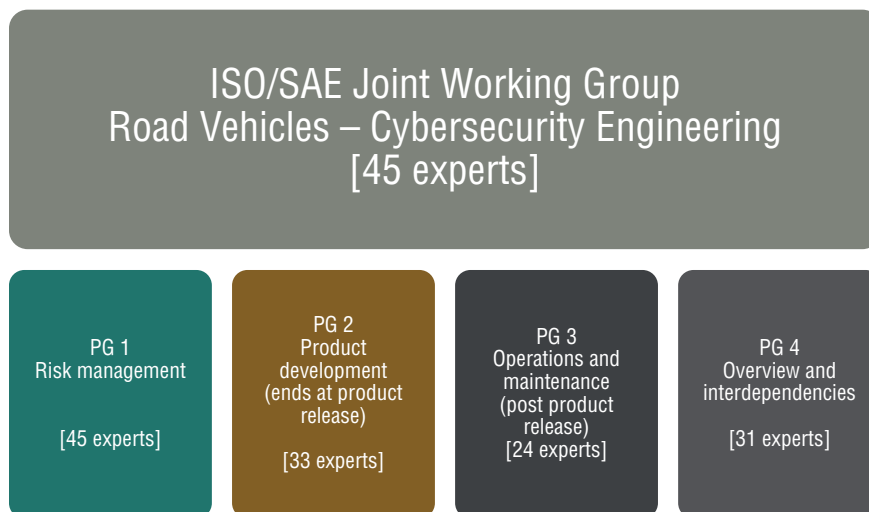 ISO/SAE Joint Working Group
Road Vehicles – Cybersecurity Engineering
[45 experts]
PG 1
Risk management
[45 experts]
PG 2
Product
development
(ends at product
release)
[33 experts]
PG 3
Operations and
maintenance
(post product
release)
[24 experts]
PG 4
Overview and
interdependencies
[31 experts]